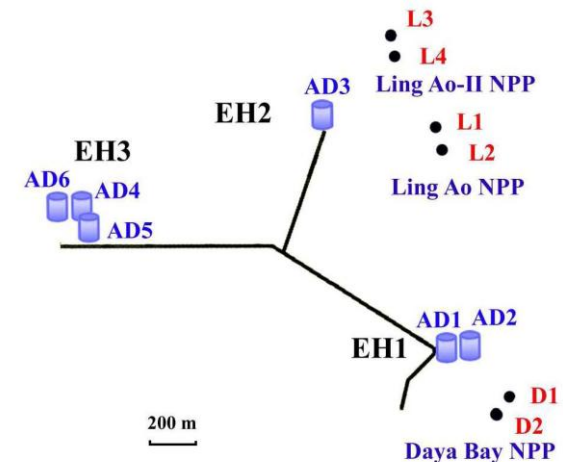 L3
L4
Ling Ao-II NPP
AD3
EH2
L1
L2
Ling Ao NPP
EH3
AD6
AD4
AD5
AD1
AD2
EH1
D1
D2
Daya Bay NPP
200 m